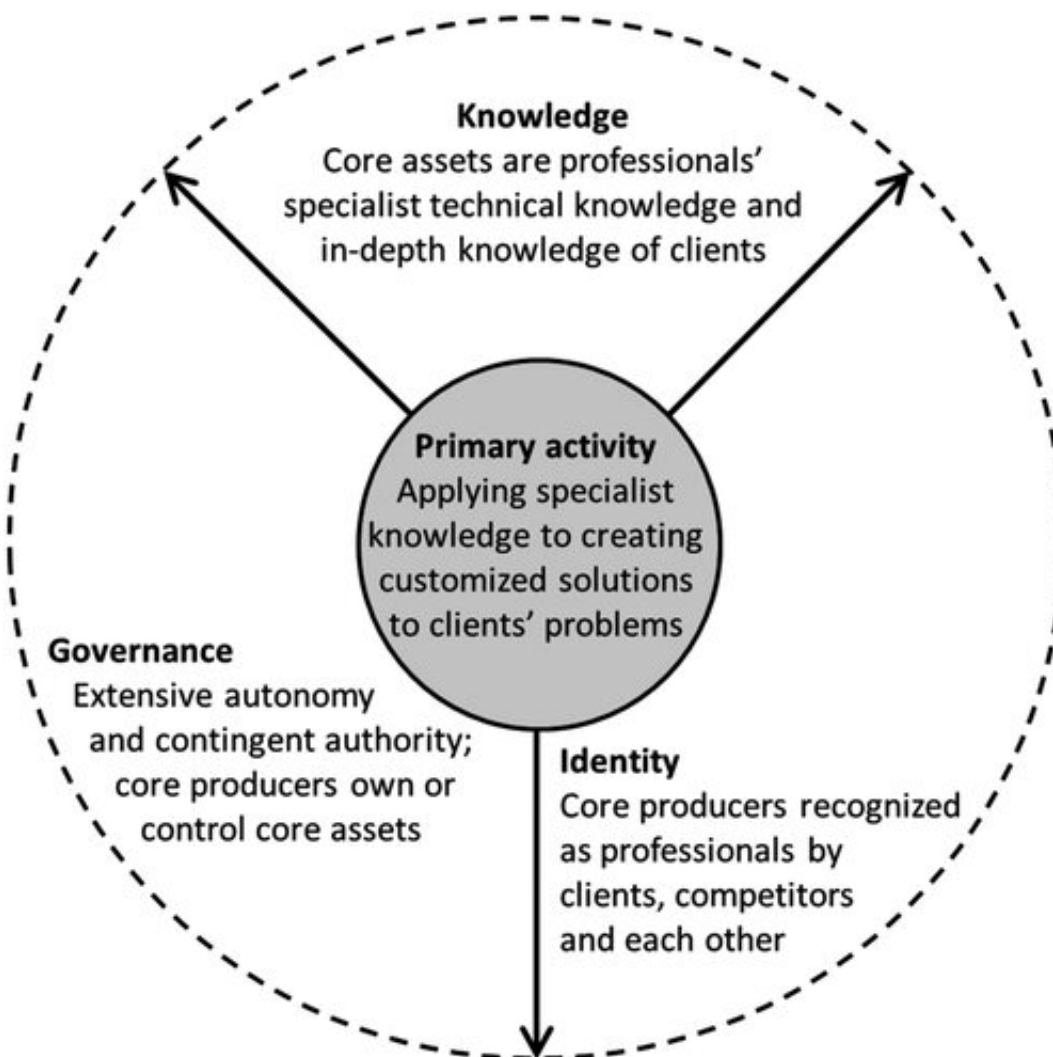 Knowledge
Core assets are professionals’
specialist technical knowledge and
in-depth knowledge of clients
Primary activity
Applying specialist
knowledge to creating
customized solutions
to clients’ problems
Governance
Extensive autonomy
and contingent authority;
core producers own or
control core assets
Identity
Core producers recognized
as professionals by
clients, competitors
and each other